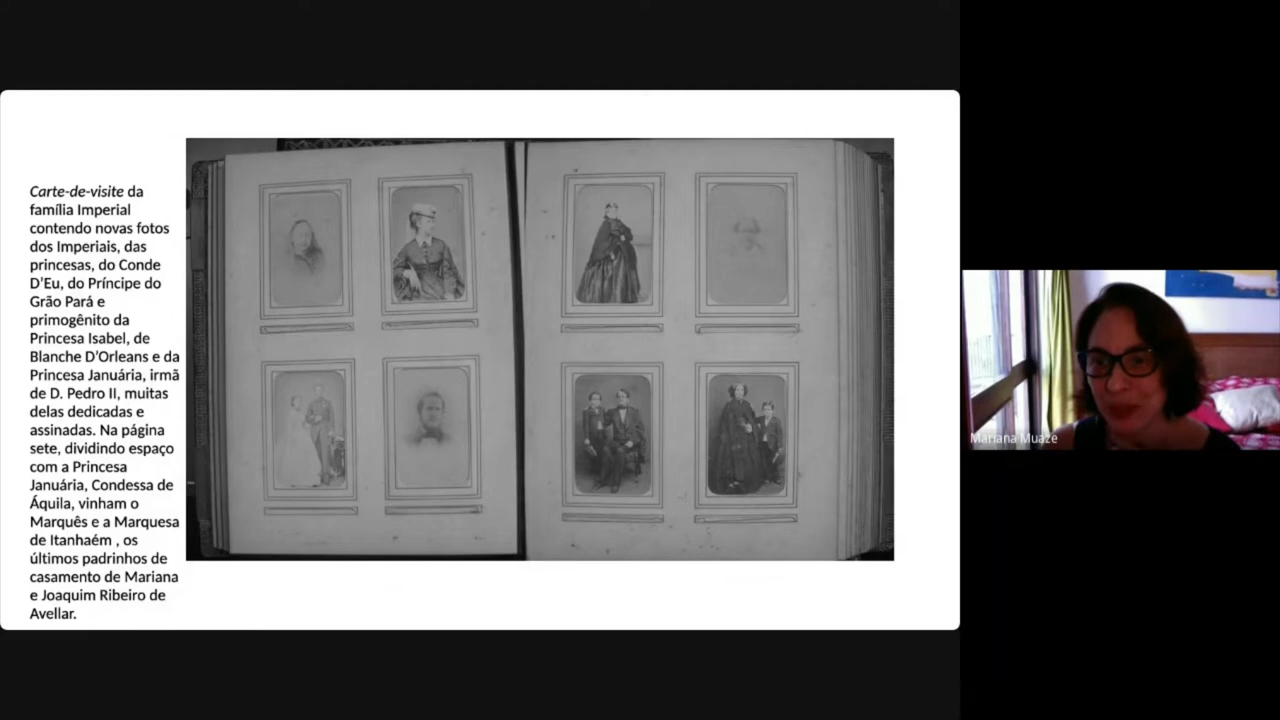 Carte-de-visite da
família Imperial
contendo novas fotos
dos Imperiais, das
princesas, do Conde
D'Eu, do Príncipe do
Grão Pará e
primogênito da
Princesa Isabel, de
Blanche D'Orleans e da
Princesa Januária, irmã
de D. Pedro II, muitas
delas dedicadas e
assinadas. Na página
sete, dividindo espaço
com a Princesa
Januária, Condessa de
Áquila, vinham o
Marquês e a Marquesa
de Itanhaém , os
últimos padrinhos de
casamento de Mariana
e Joaquim Ribeiro de
Avellar.
Mariana Muaze